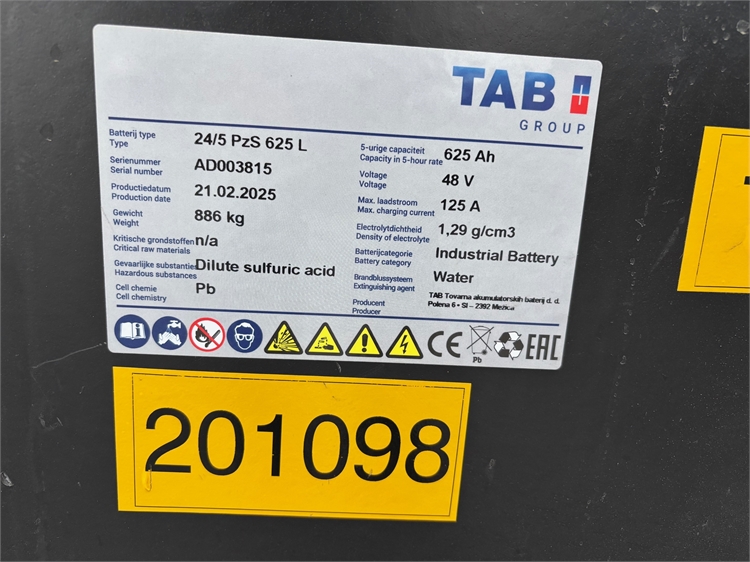 TAB
GROUP
Batterij type
Type
24/5 PzS 625 L
Serienummer
Serial number
AD003815
Productiedatum
Production date
21.02.2025
Gewicht
Weight
886 kg
Kritische grondstoffen
Critical raw materials
n/a
Gevaarlijke substanties
Hazardous substances
Dilute sulfuric acid
Cell chemie
Cell chemistry
Pb
5-urige capaciteit
Capacity in 5-hour rate
625 Ah
Voltage
Voltage
48 V
Max. laadstroom
Max. charging current
125 A
Electrolytdichtheid
Density of electrolyte
1,29 g/cm3
Batterijcategorie
Battery category
Industrial Battery
Brandblussysteem
Extinguishing agent
Water
Producent
Producer
TAB Tovarna akumulatorskih baterij d. d.
Polena 6 • SI – 2392 Mežica
CE
Pb
EAC
201098